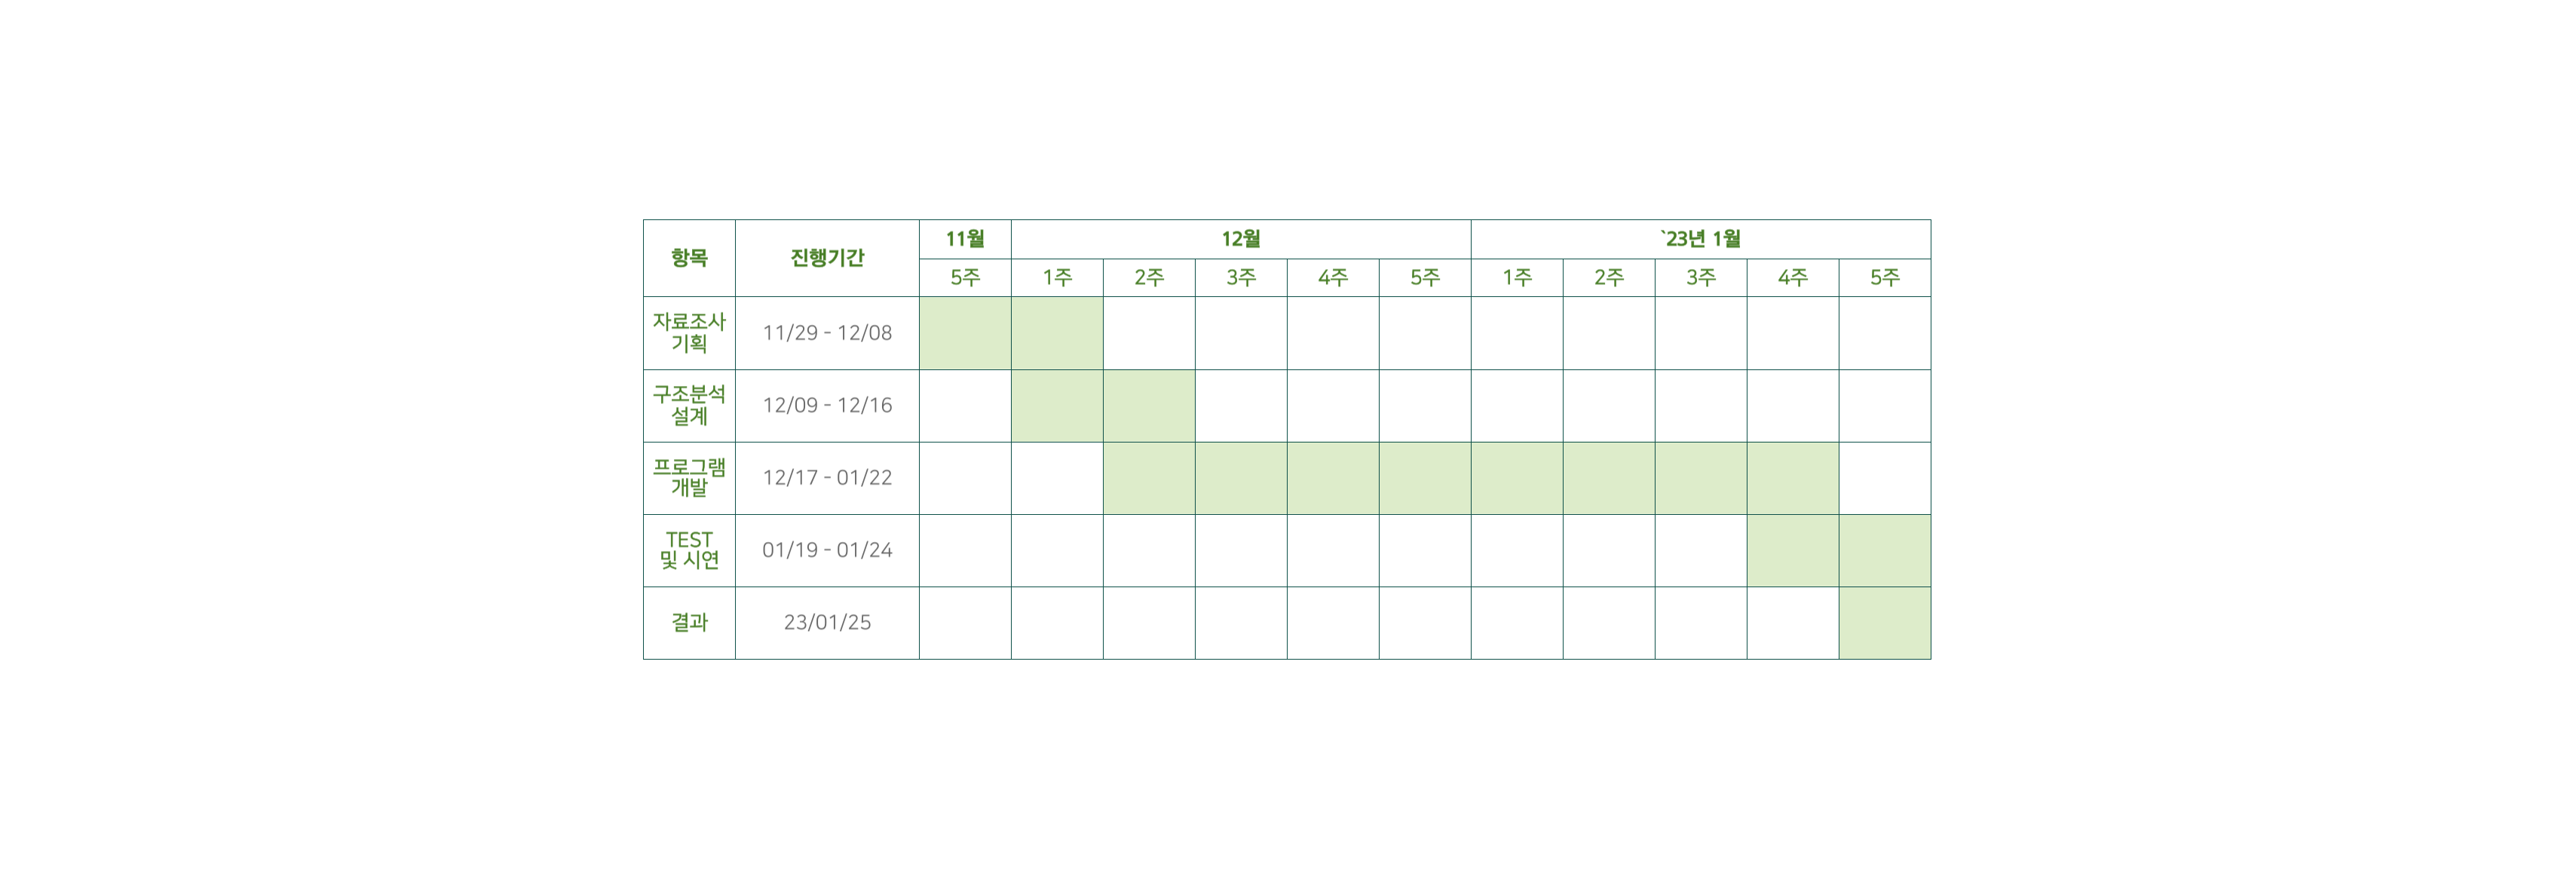 항목 진행기간 11월 12월 `23년 1월
5주 1주 2주 3주 4주 5주 1주 2주 3주 4주 5주
자료조사
기획
11/29 - 12/08
구조분석
설계
12/09 - 12/16
프로그램
개발
12/17 - 01/22
TEST
및 시연
01/19 - 01/24
결과
23/01/25